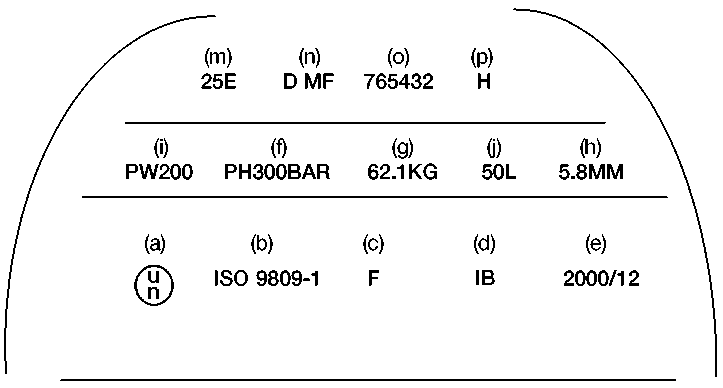 (m) (n) (o) (p)
25E D MF 765432 H
(i) (f) (g) (j) (h)
PW200 PH300BAR 62.1KG 50L 5.8MM
(a) (b) (c) (d) (e)
u
n ISO 9809-1 F IB 2000/12